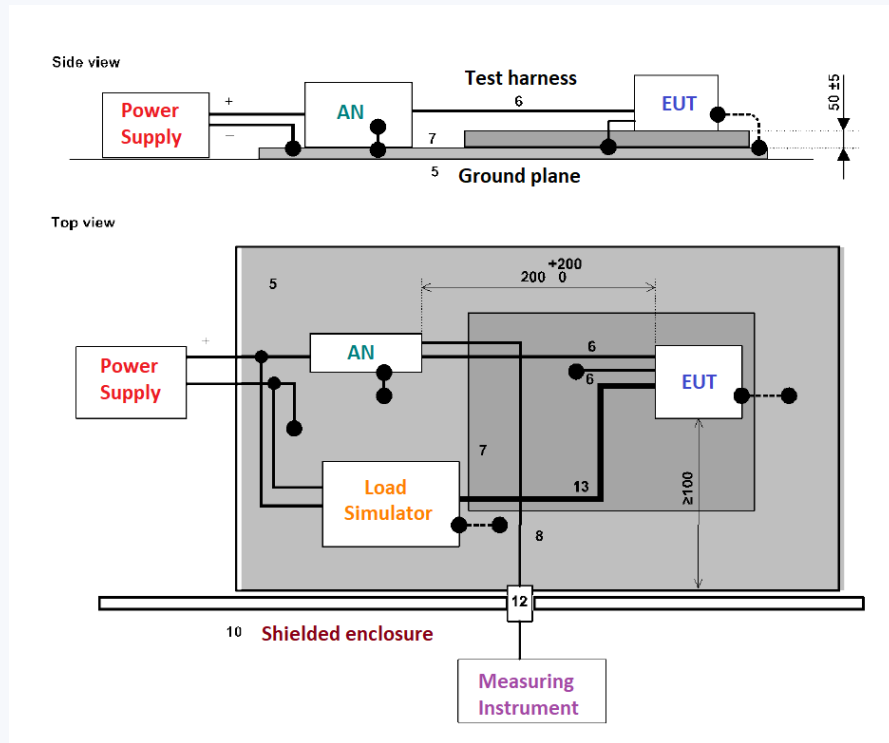 Side view
Power
Supply
+
−
AN
Test harness
6
EUT
50 ±5
7
5
Ground plane
Top view
5
+200
200 0
+
Power
Supply
AN
6
6
EUT
7
Load
Simulator
13
≥100
8
12
10
Shielded enclosure
Measuring
Instrument